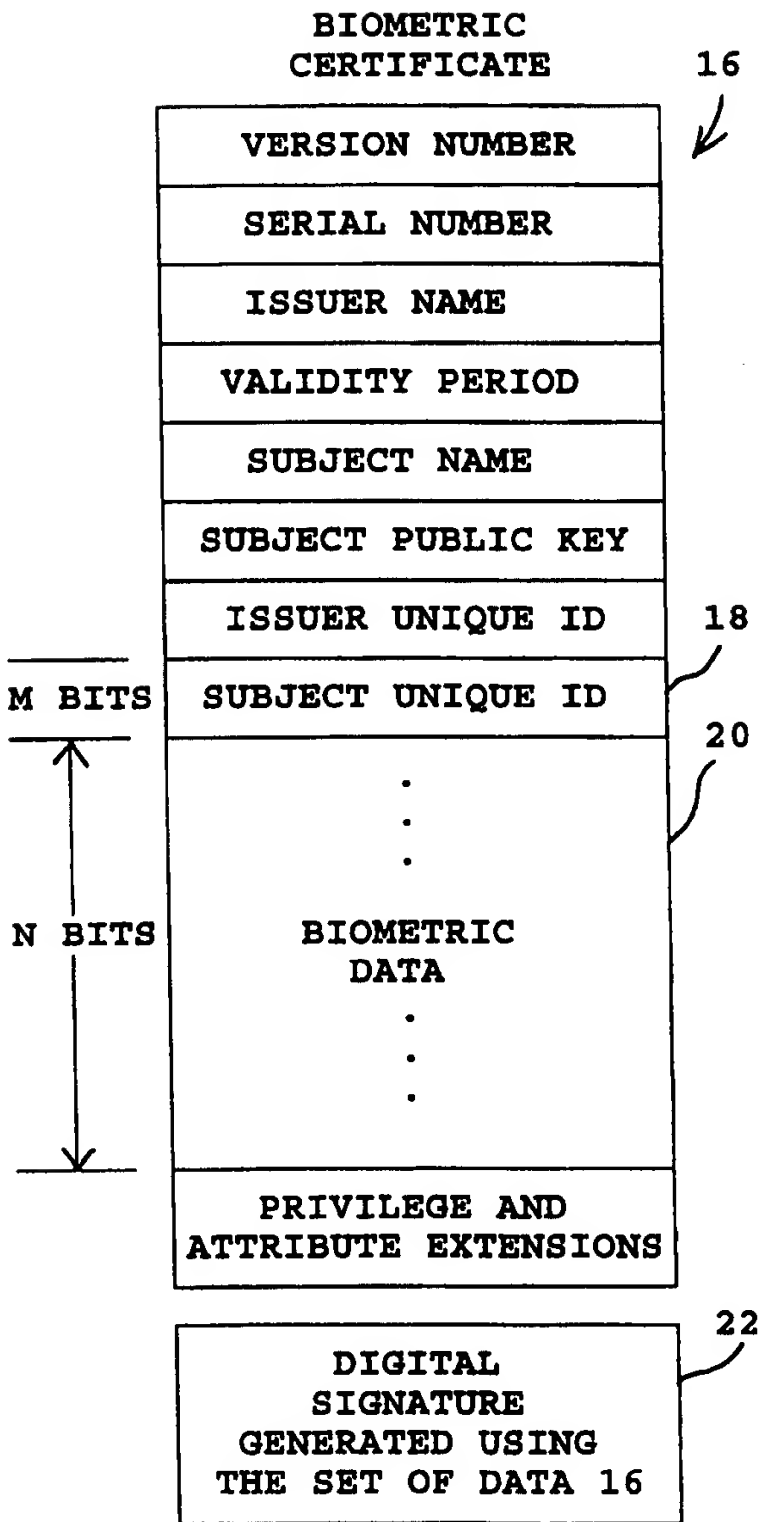 BIOMETRIC
CERTIFICATE
16
VERSION NUMBER
SERIAL NUMBER
ISSUER NAME
VALIDITY PERIOD
SUBJECT NAME
SUBJECT PUBLIC KEY
ISSUER UNIQUE ID
18
M BITS
SUBJECT UNIQUE ID
20
N BITS
BIOMETRIC
DATA
PRIVILEGE AND
ATTRIBUTE EXTENSIONS
22
DIGITAL
SIGNATURE
GENERATED USING
THE SET OF DATA 16